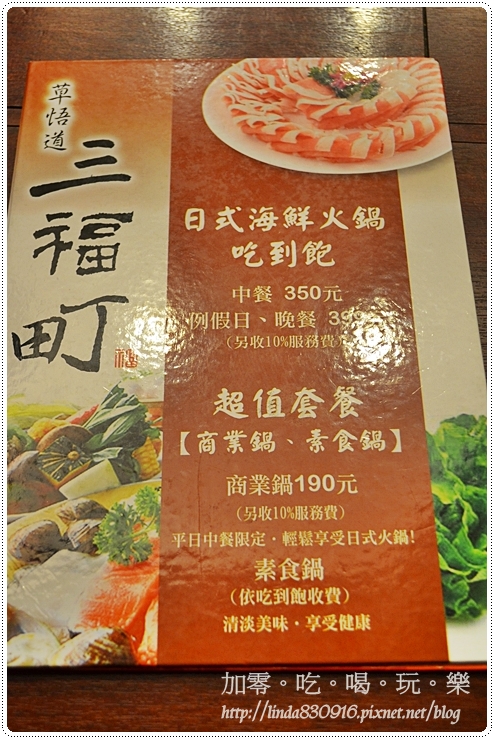 草悟道
三福町
日式海鮮火鍋
吃到飽
中餐 350元
例假日、晚餐
(另收10%服務費)
超值套餐
【商業鍋、素食鍋】
商業鍋190元
(另收10%服務費)
平日中餐限定・輕鬆享受日式火鍋!
素食鍋
(依吃到飽收費)
清淡美味・享受健康
加零。吃。喝。玩。樂
http://linda830916.pixnet.net/blog